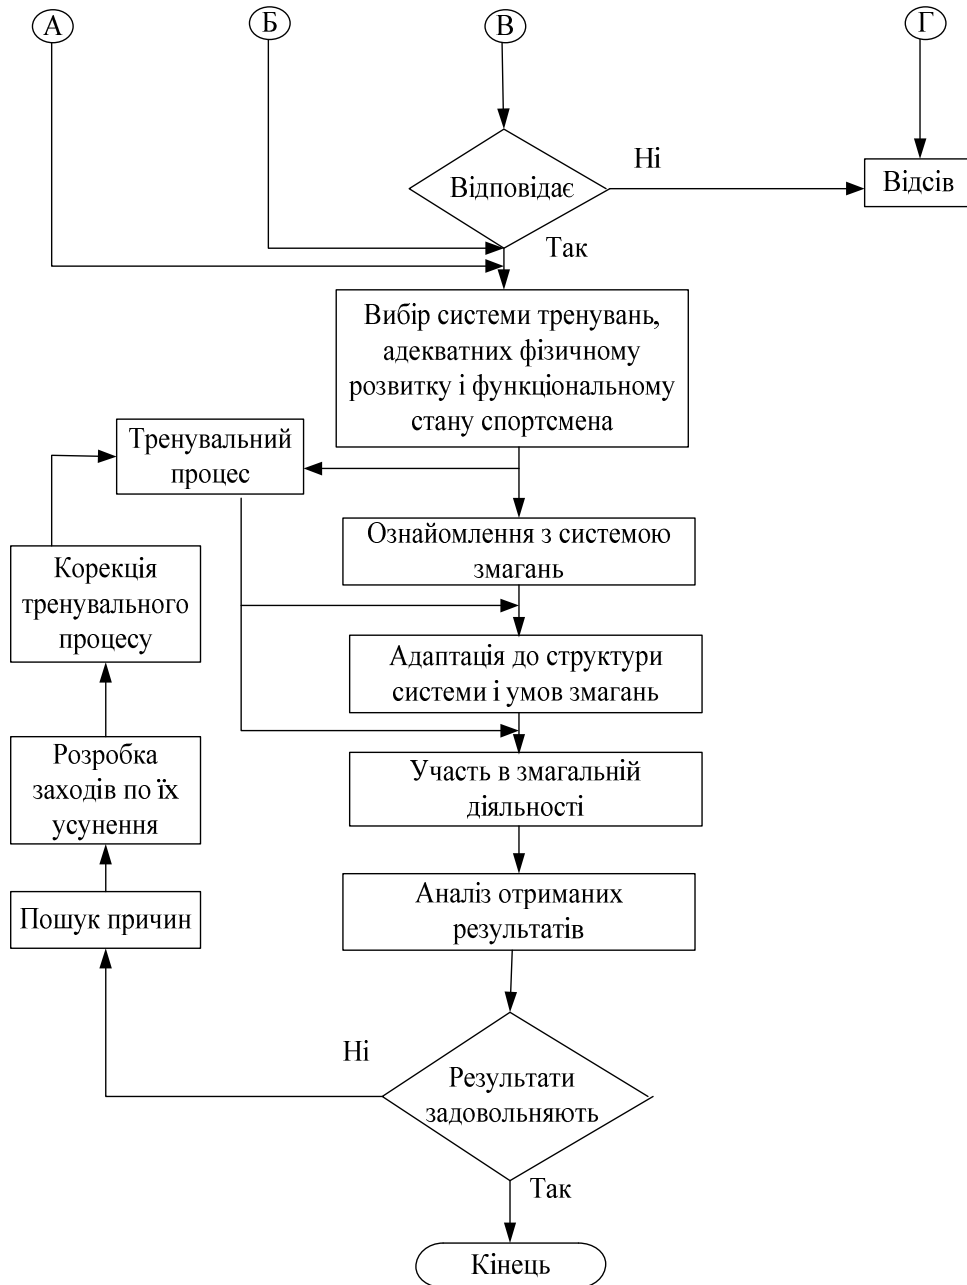 А
Б
В
Г
Відповідає
Ні
Відсів
Так
Вибір системи тренувань,
адекватних фізичному
розвитку і функціональному
стану спортсмена
Тренувальний
процес
Ознайомлення з системою
змагань
Корекція
тренувального
процесу
Адаптація до структури
системи і умов змагань
Розробка
заходів по їх
усунення
Участь в змагальній
діяльності
Пошук причин
Аналіз отриманих
результатів
Ні
Результати
задовольняють
Так
Кінець